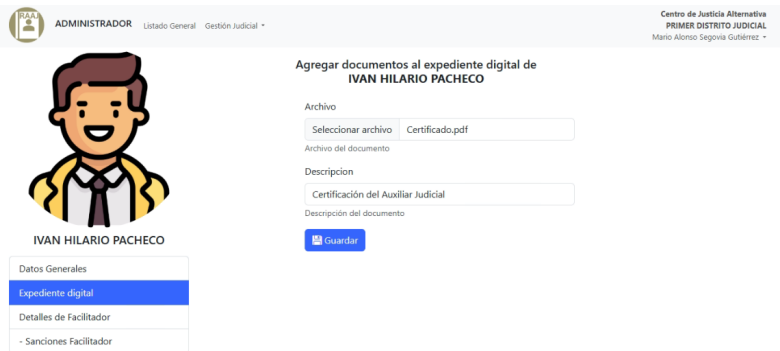 RAAJ
ADMINISTRADOR Listado General Gestión Judicial
Centro de Justicia Alternativa
PRIMER DISTRITO JUDICIAL
Mario Alonso Segovia Gutiérrez
Agregar documentos al expediente digital de
IVAN HILARIO PACHECO
Archivo
Seleccionar archivo Certificado.pdf
Archivo del documento
Descripcion
Certificación del Auxiliar Judicial
Descripción del documento
Guardar
IVAN HILARIO PACHECO
Datos Generales
Expediente digital
Detalles de Facilitador
- Sanciones Facilitador